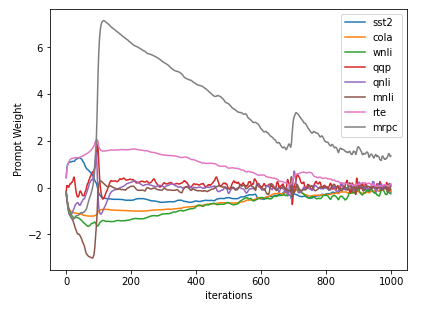 sst2
cola
wnli
qqp
qnli
mnli
rte
mrpc
6
4
2
0
−2
Prompt Weight
0
200
400
600
800
1000
iterations